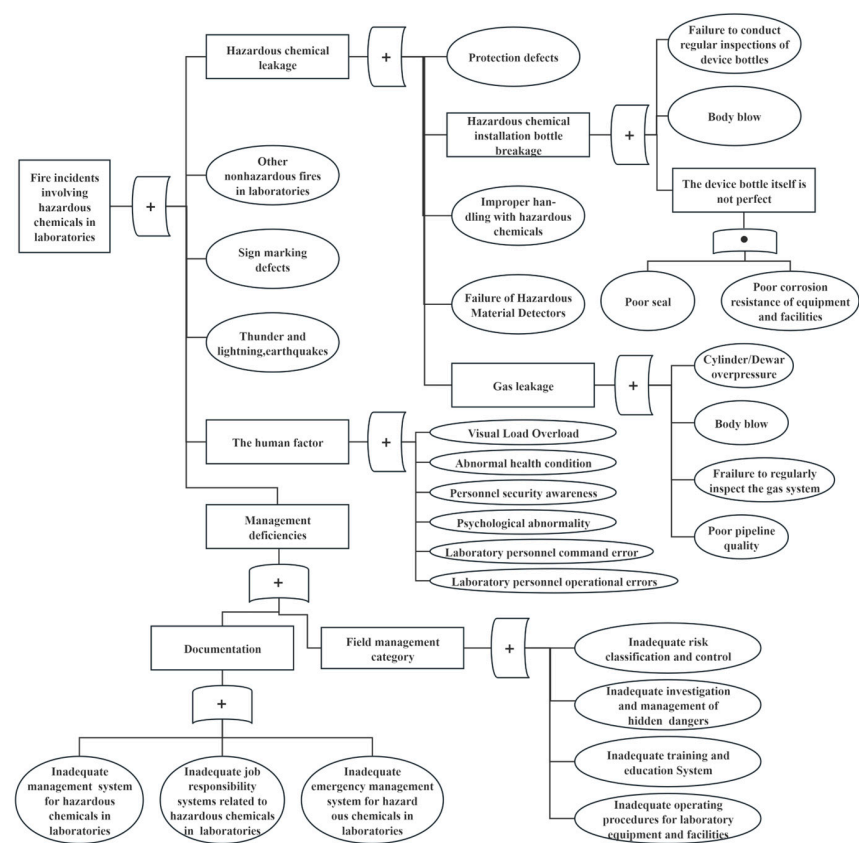 Fire incidents
involving
hazardous
chemicals in
laboratories
+
Hazardous chemical
leakage
+
Other
nonhazardous fires
in laboratories
Sign marking
defects
Thunder and
lightning,earthquakes
The human factor
+
Management
deficiencies
+
Protection defects
Hazardous chemical
installation bottle
breakage
+
Improper han-
dling with hazardous
chemicals
Failure of Hazardous
Material Detectors
Gas leakage
+
Failure to conduct
regular inspections of
device bottles
Body blow
The device bottle itself is
not perfect
•
Poor seal
Poor corrosion
resistance of equipment
and facilities
Cylinder/Dewar
overpressure
Body blow
Frailure to regularly
inspect the gas system
Poor pipeline
quality
Visual Load Overload
Abnormal health condition
Personnel security awareness
Psychological abnormality
Laboratory personnel command error
Laboratory personnel operational errors
Documentation
+
Field management
category
+
Inadequate risk
classification and control
Inadequate investigation
and management of
hidden dangers
Inadequate training and
education System
Inadequate operating
procedures for laboratory
equipment and facilities
Inadequate
management system
for hazardous
chemicals in
laboratories
Inadequate job
responsibility
systems related to
hazardous chemicals
in laboratories
Inadequate
emergency management
system for hazard
ous chemicals in
laboratories